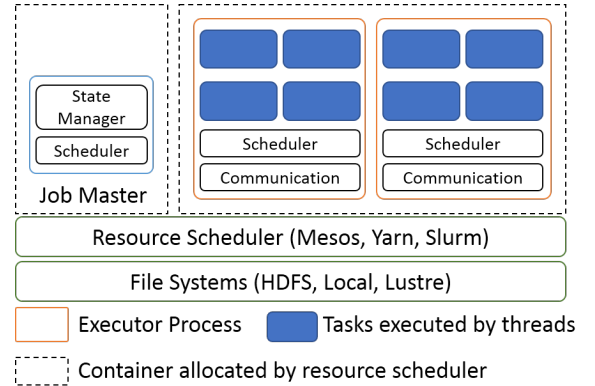 State
Manager
Scheduler
Job Master
Scheduler
Communication
Scheduler
Communication
Resource Scheduler (Mesos, Yarn, Slurm)
File Systems (HDFS, Local, Lustre)
Executor Process
Tasks executed by threads
Container allocated by resource scheduler